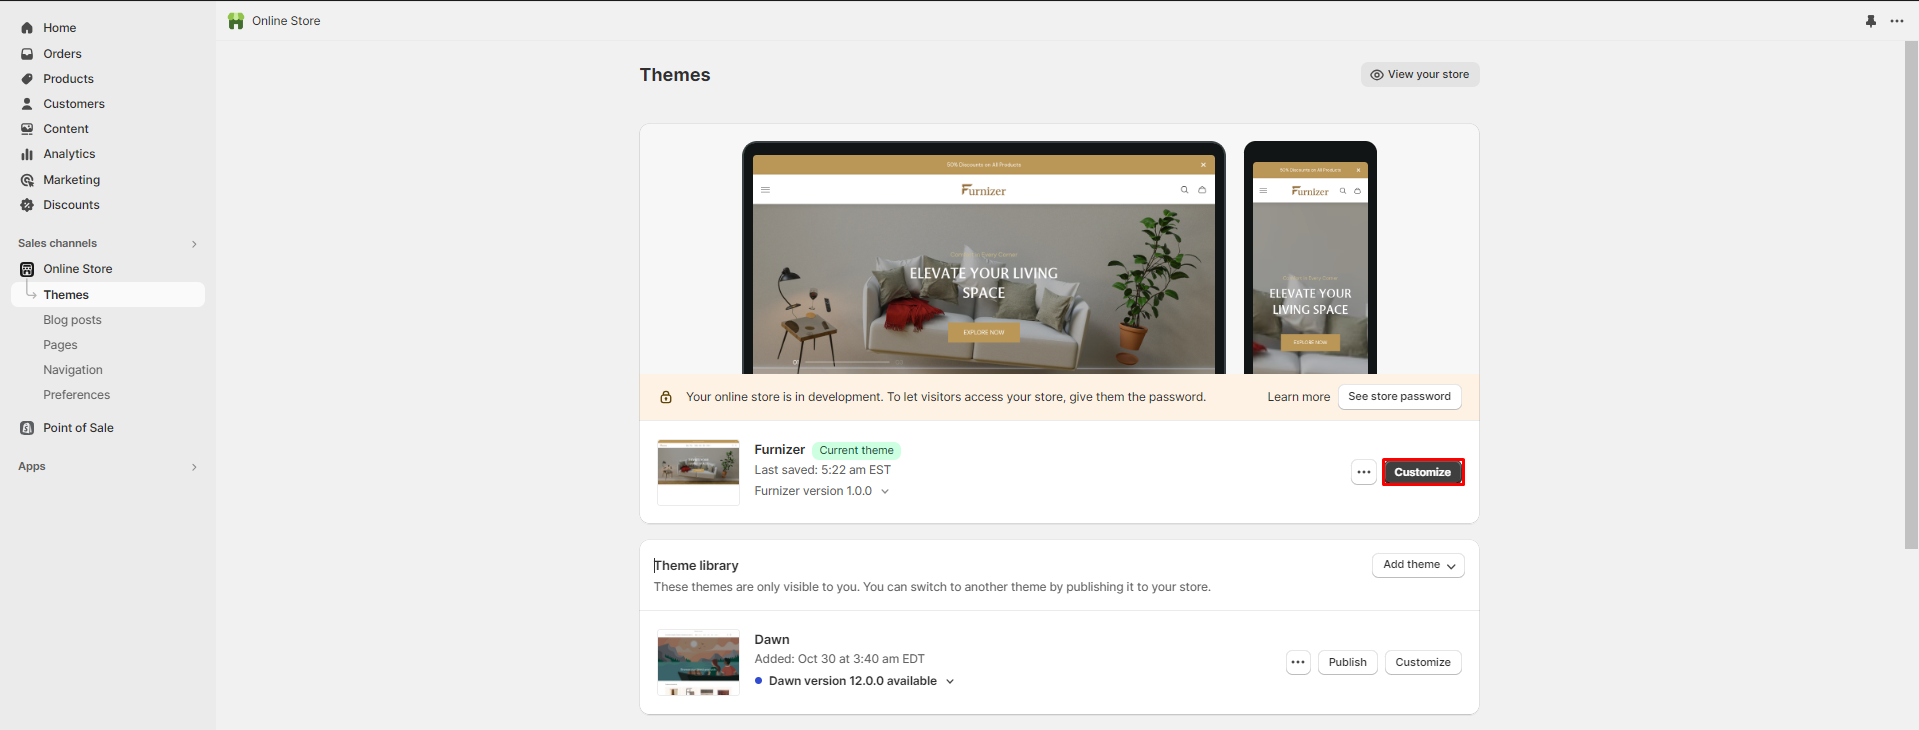 Home
Orders
Products
Customers
Content
Analytics
Marketing
Discounts
Sales channels
Online Store
Themes
Blog posts
Pages
Navigation
Preferences
Point of Sale
Apps
Online Store
Themes
View your store
50% Discounts on All Products
Furnizer
ELEVATE YOUR LIVING
SPACE
EXPLORE NOW
50% Discounts on All Products
Furnizer
ELEVATE YOUR
LIVING SPACE
EXPLORE NOW
Your online store is in development. To let visitors access your store, give them the password.
Learn more
See store password
Furnizer Current theme
Last saved: 5:22 am EST
Furnizer version 1.0.0
Customize
Theme library
Add theme
These themes are only visible to you. You can switch to another theme by publishing it to your store.
Dawn
Added: Oct 30 at 3:40 am EDT
Dawn version 12.0.0 available
Publish
Customize